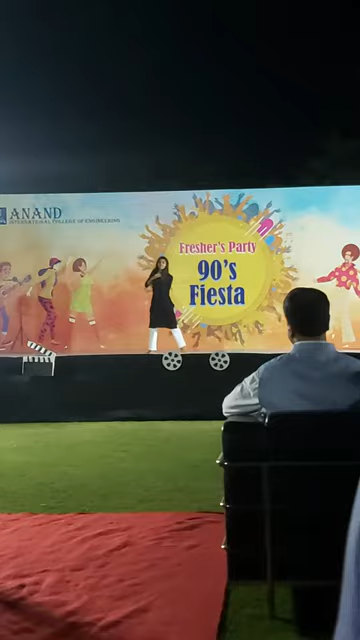 ANAND
INTERNATIONAL COLLEGE OF ENGINEERING
Fresher's Party
90's
Fiesta